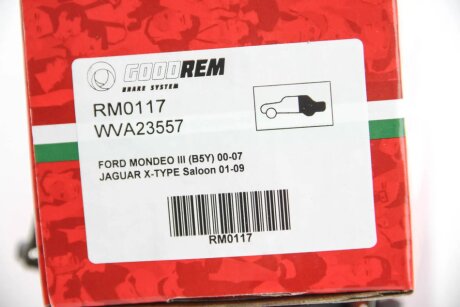 GOODREM
BRAKE SYSTEM
RM0117
WVA23557
FORD MONDEO III (B5Y) 00-07
JAGUAR X-TYPE Saloon 01-09
RM0117